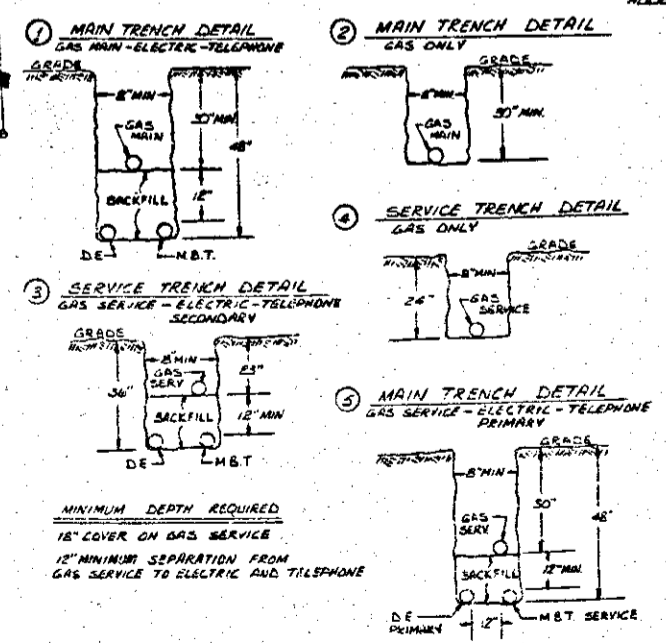 ① MAIN TRENCH DETAIL
GAS MAIN-ELECTRIC-TELEPHONE
GRADE
8" MIN
GAS
MAIN
30" MIN.
48"
BACKFILL
12"
D.E
M.B.T.
② MAIN TRENCH DETAIL
GAS ONLY
GRADE
8" MIN
GAS
MAIN
30" MIN.
③ SERVICE TRENCH DETAIL
GAS SERVICE - ELECTRIC-TELEPHONE
SECONDARY
GRADE
8" MIN
GAS
SERV
36"
23"
BACKFILL
12" MIN
D.E
M.B.T
④ SERVICE TRENCH DETAIL
GAS ONLY
GRADE
8" MIN
24"
GAS
SERVICE
MINIMUM DEPTH REQUIRED
18" COVER ON GAS SERVICE
12" MINIMUM SEPARATION FROM
GAS SERVICE TO ELECTRIC AND TELEPHONE
⑤ MAIN TRENCH DETAIL
GAS SERVICE - ELECTRIC - TELEPHONE
PRIMARY
GRADE
8" MIN
GAS
SERV.
30"
48"
BACKFILL
12" MIN.
D.E
PRIMARY
12"
M.B.T. SERVICE